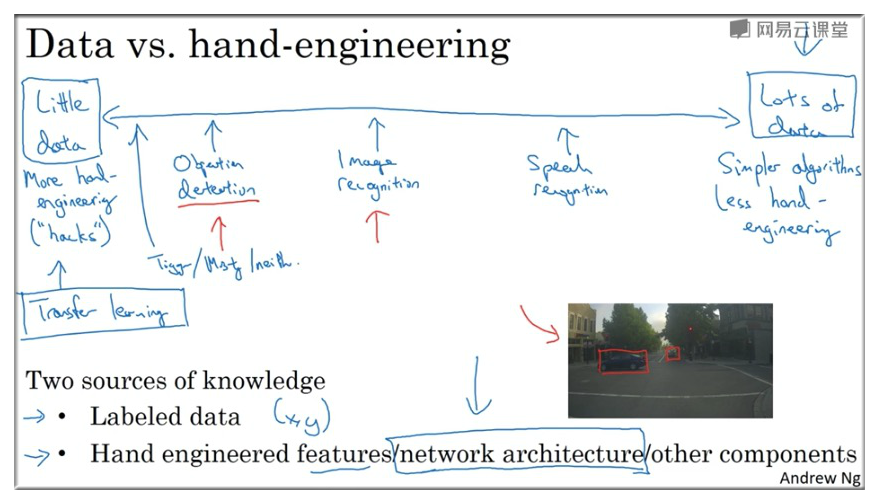 Data vs. hand-engineering
网易云课堂
Little
data
Lots of
data
Object
detection
Image
recognition
Speech
recognition
More hand-
engineering
("hacks")
Simpler algorithms
Less hand-
engineering
Tigg/Misty/neith.
Transfer learning
Two sources of knowledge
→ • Labeled data (x,y)
→ • Hand engineered features/network architecture/other components
Andrew Ng